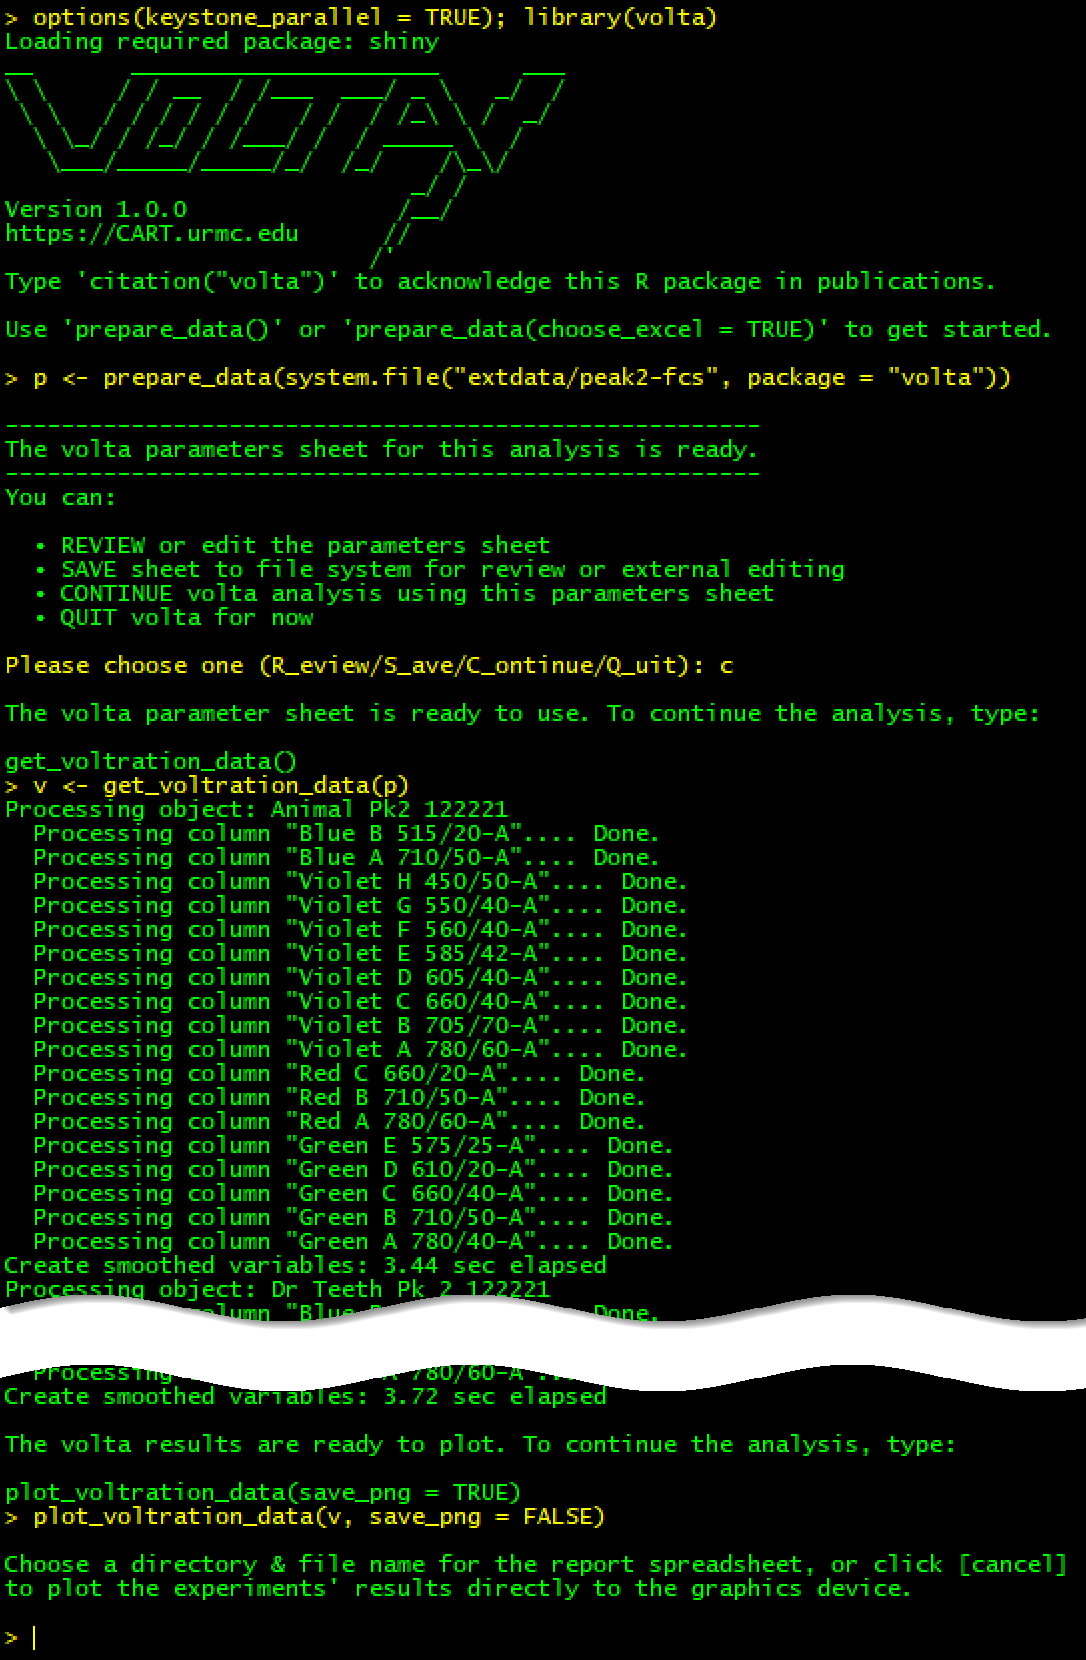 > options(keystone_parallel = TRUE); library(volta)
Loading required package: shiny
VOLTA
Version 1.0.0
https://CART.urmc.edu
Type 'citation("volta")' to acknowledge this R package in publications.
Use 'prepare_data()' or 'prepare_data(choose_excel = TRUE)' to get started.
> p <- prepare_data(system.file("extdata/peak2-fcs", package = "volta"))
------------------------------------------------------
The volta parameters sheet for this analysis is ready.
------------------------------------------------------
You can:
• REVIEW or edit the parameters sheet
• SAVE sheet to file system for review or external editing
• CONTINUE volta analysis using this parameters sheet
• QUIT volta for now
Please choose one (R_eview/S_ave/C_ontinue/Q_uit): c
The volta parameter sheet is ready to use. To continue the analysis, type:
get_voltration_data()
> v <- get_voltration_data(p)
Processing object: Animal Pk2 122221
Processing column "Blue B 515/20-A".... Done.
Processing column "Blue A 710/50-A".... Done.
Processing column "Violet H 450/50-A".... Done.
Processing column "Violet G 550/40-A".... Done.
Processing column "Violet F 560/40-A".... Done.
Processing column "Violet E 585/42-A".... Done.
Processing column "Violet D 605/40-A".... Done.
Processing column "Violet C 660/40-A".... Done.
Processing column "Violet B 705/70-A".... Done.
Processing column "Violet A 780/60-A".... Done.
Processing column "Red C 660/20-A".... Done.
Processing column "Red B 710/50-A".... Done.
Processing column "Red A 780/60-A".... Done.
Processing column "Green E 575/25-A".... Done.
Processing column "Green D 610/20-A".... Done.
Processing column "Green C 660/40-A".... Done.
Processing column "Green B 710/50-A".... Done.
Processing column "Green A 780/40-A".... Done.
Create smoothed variables: 3.44 sec elapsed
Processing object: Dr Teeth Pk 2 122221
"Blue Done.
Processing 780/60-A"
Create smoothed variables: 3.72 sec elapsed
The volta results are ready to plot. To continue the analysis, type:
plot_voltration_data(save_png = TRUE)
> plot_voltration_data(v, save_png = FALSE)
Choose a directory & file name for the report spreadsheet, or click [cancel]
to plot the experiments' results directly to the graphics device.
>